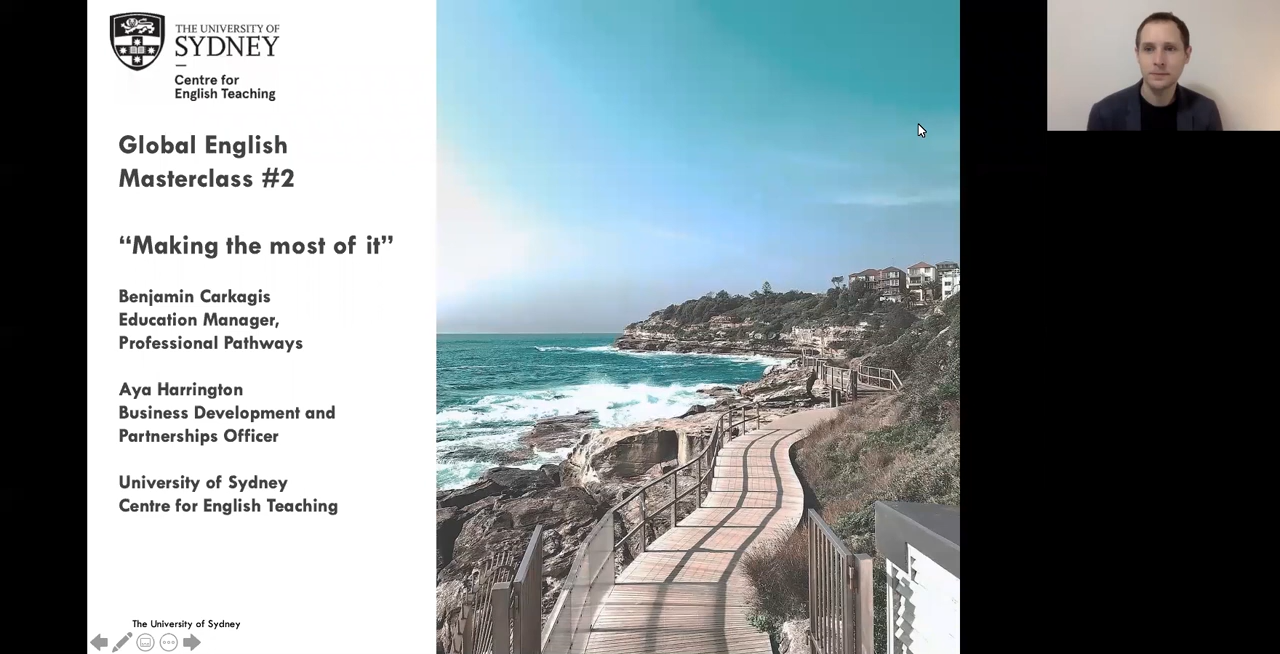 THE UNIVERSITY OF
SYDNEY
Centre for
English Teaching
Global English
Masterclass #2
“Making the most of it”
Benjamin Carkagis
Education Manager,
Professional Pathways
Aya Harrington
Business Development and
Partnerships Officer
University of Sydney
Centre for English Teaching
The University of Sydney